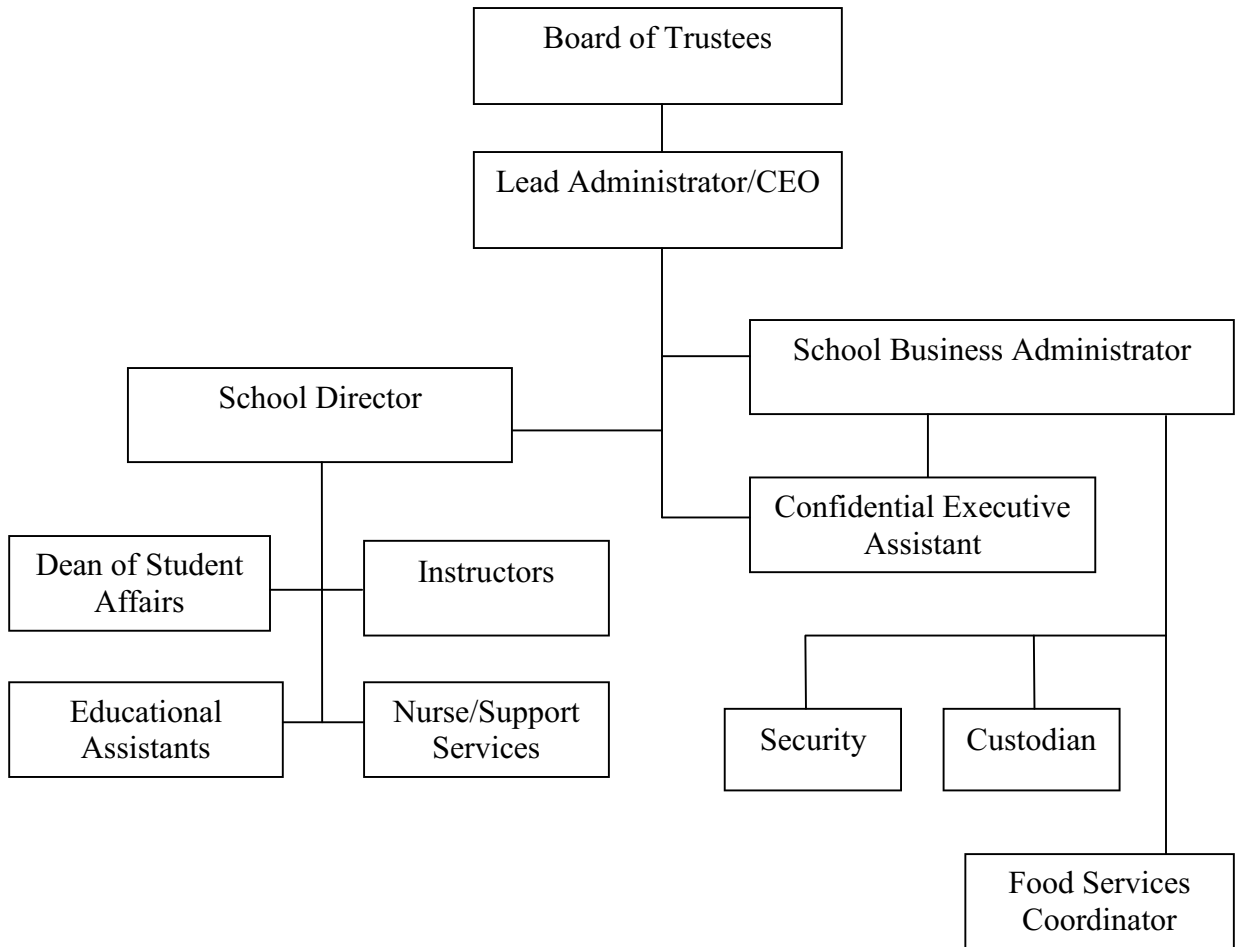 Board of Trustees
Lead Administrator/CEO
School Business Administrator
School Director
Confidential Executive
Assistant
Dean of Student
Affairs
Instructors
Educational
Assistants
Nurse/Support
Services
Security
Custodian
Food Services
Coordinator